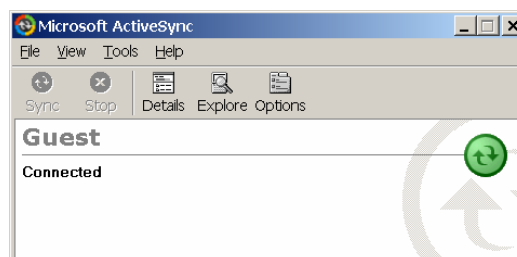 Microsoft ActiveSync
File View Tools Help
Sync Stop Details Explore Options
Guest
Connected